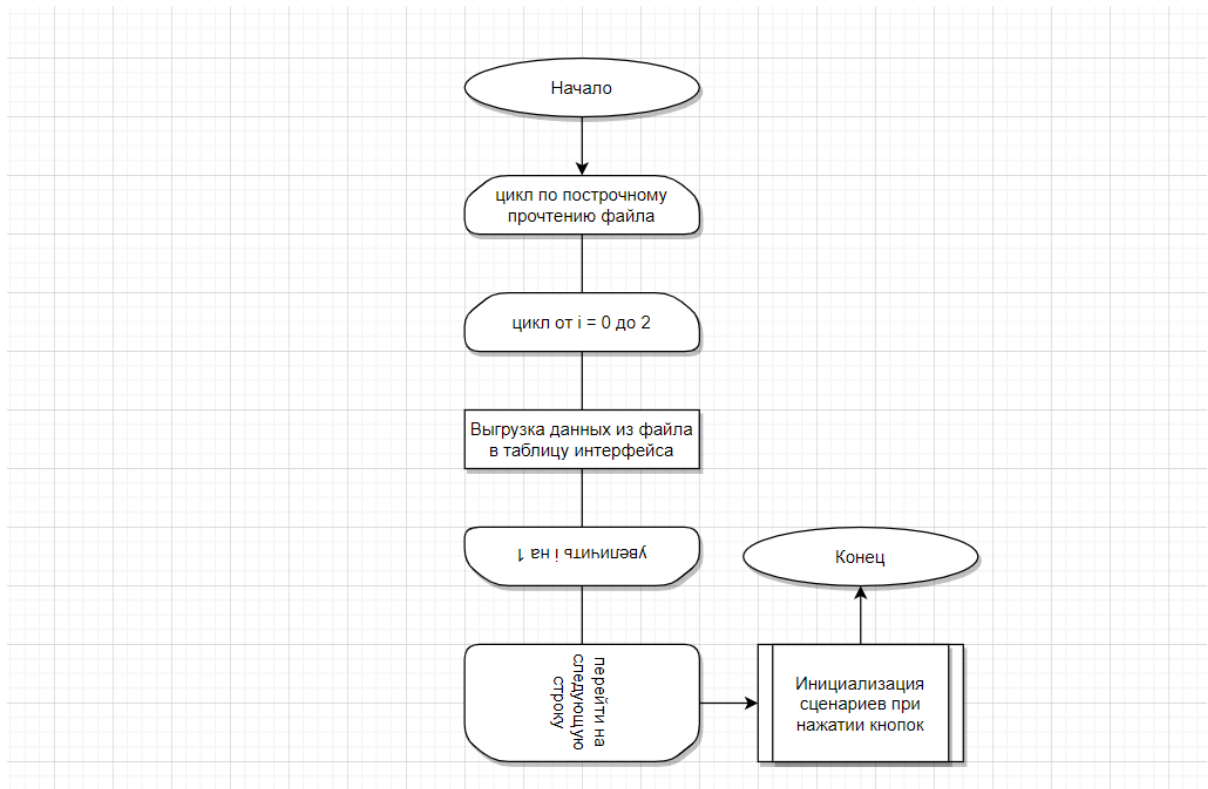 Начало
цикл по построчному
прочтению файла
цикл от i = 0 до 2
Выгрузка данных из файла
в таблицу интерфейса
увеличить i на 1
Конец
перейти на
следующую
строку
Инициализация
сценариев при
нажатии кнопок